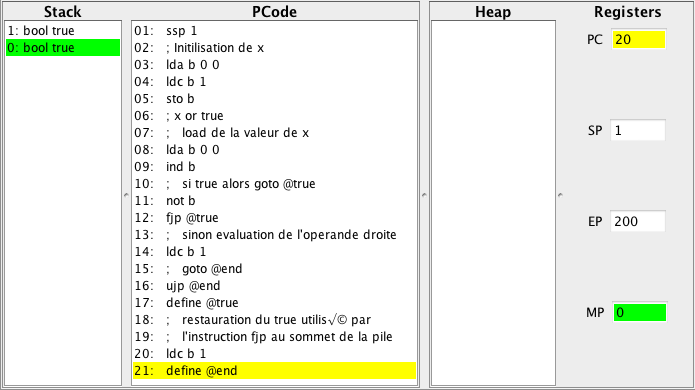 Stack
1: bool true
0: bool true
PCode
01: ssp 1
02: ; Initilisation de x
03: lda b 0 0
04: ldc b 1
05: sto b
06: ; x or true
07: ; load de la valeur de x
08: lda b 0 0
09: ind b
10: ; si true alors goto @true
11: not b
12: fjp @true
13: ; sinon evaluation de l'operande droite
14: ldc b 1
15: ; goto @end
16: ujp @end
17: define @true
18: ; restauration du true utilis√© par
19: ; l'instruction fjp au sommet de la pile
20: ldc b 1
21: define @end
Heap
Registers
PC 20
SP 1
EP 200
MP 0